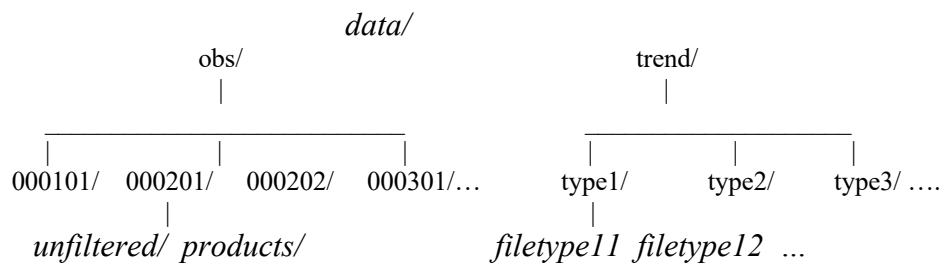 data/
obs/ trend/
000101/ 000201/ 000202/ 000301/… type1/ type2/ type3/ ….
unfiltered/ products/ filetype11 filetype12 ...